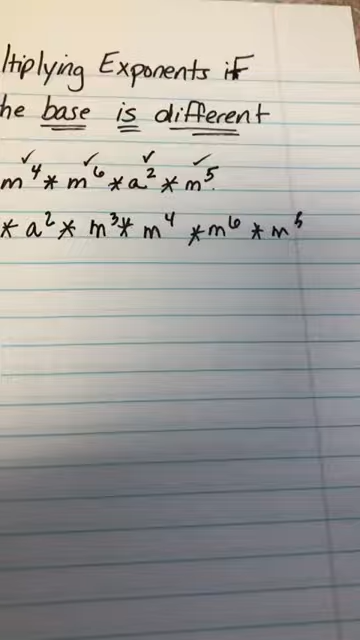 ltiplying Exponents if
he base is different
m⁴ * m⁶ * a² * m⁵.
* a² * m³ * m⁴ * m⁶ * m⁵